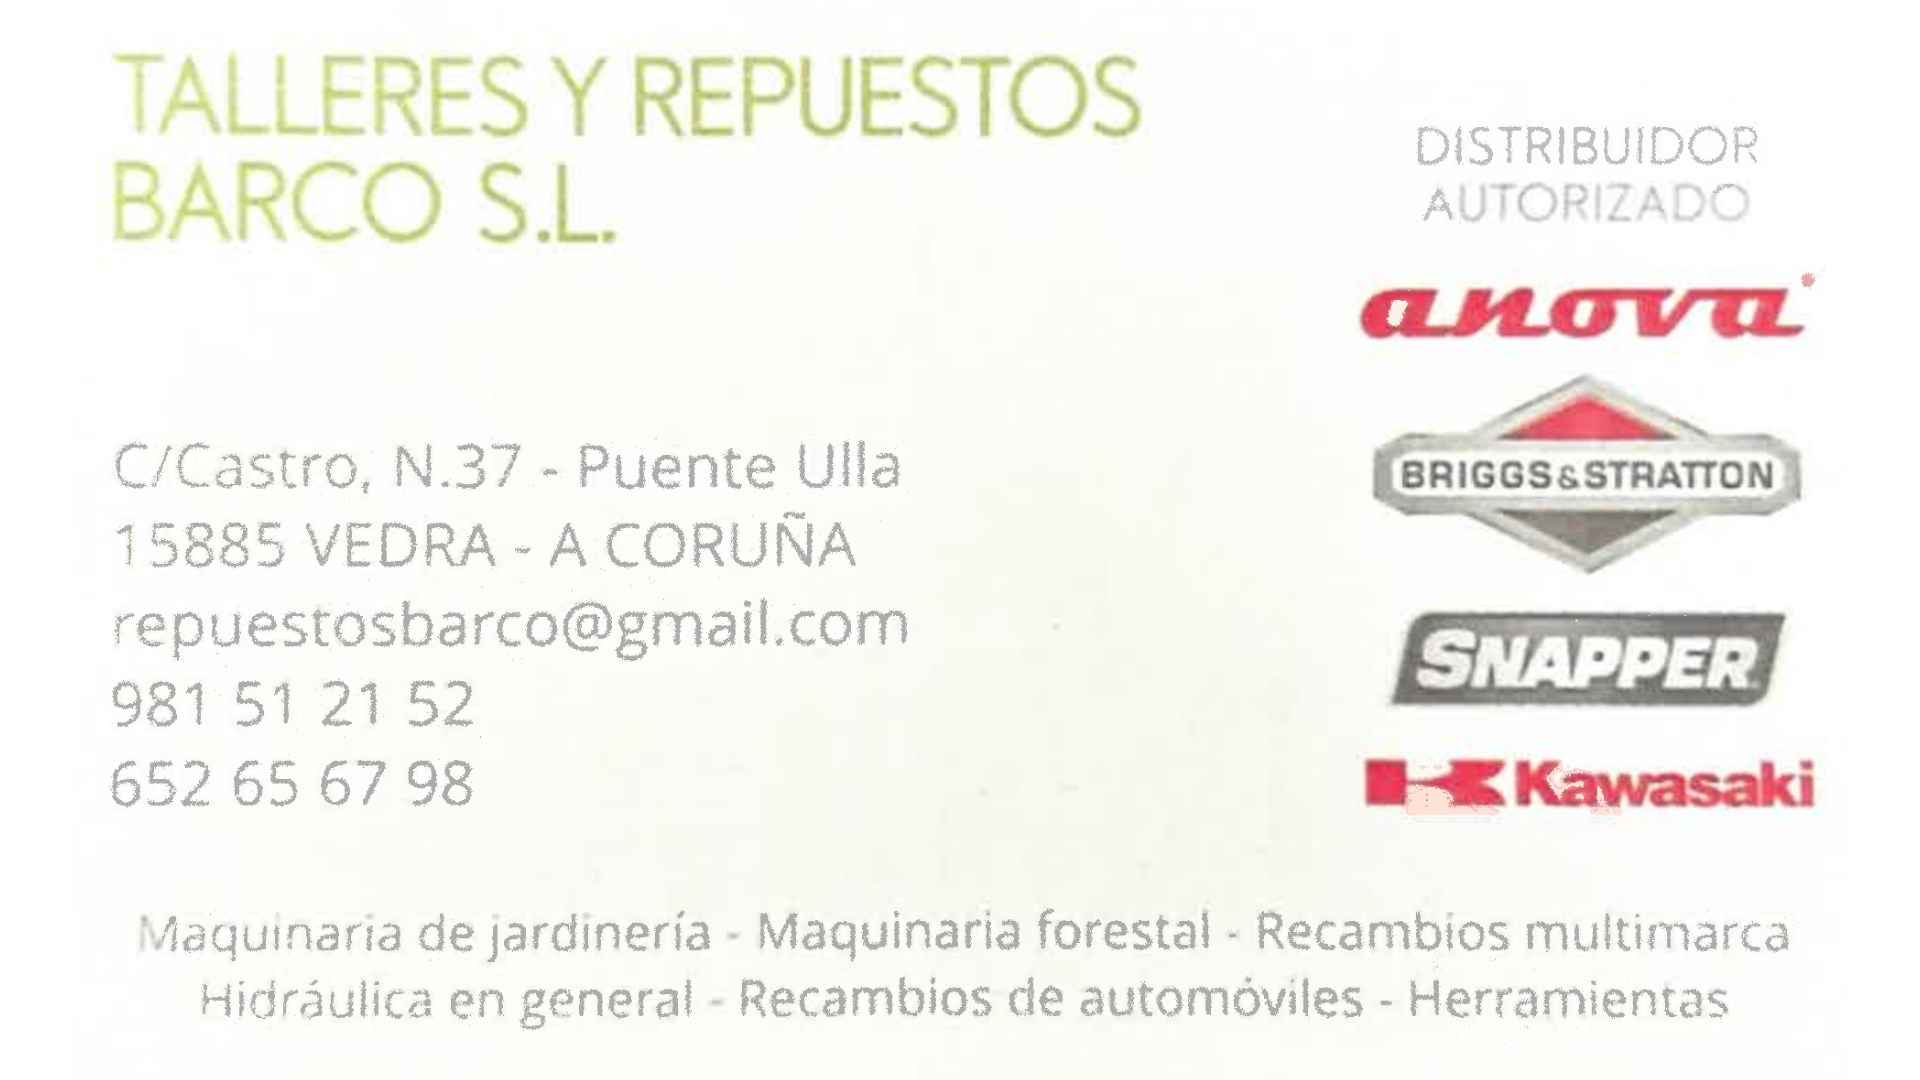 TALLERES Y REPUESTOS
BARCO S.L.
C/Castro, N.37 - Puente Ulla
15885 VEDRA - A CORUÑA
repuestosbarco@gmail.com
981 51 21 52
652 65 67 98
DISTRIBUIDOR
AUTORIZADO
anova
BRIGGS&STRATTON
SNAPPER
Kawasaki
Maquinaria de jardinería - Maquinaria forestal - Recambios multimarca
Hidráulica en general - Recambios de automóviles - Herramientas